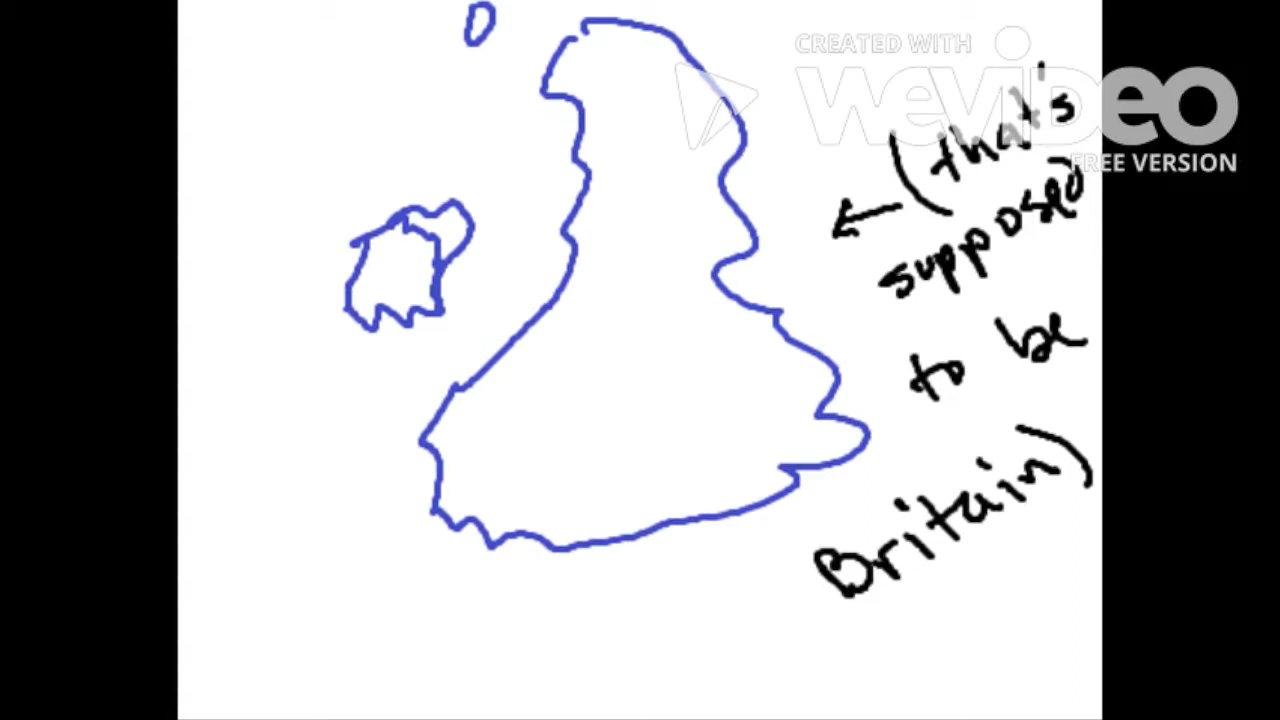 CREATED WITH
WeVideo
FREE VERSION
(that's
supposed
to be
Britain)